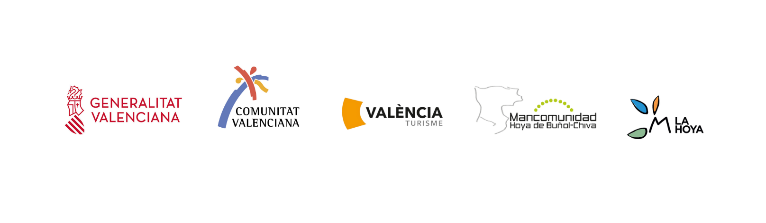 GENERALITAT
VALENCIANA
COMUNITAT
VALENCIANA
VALÈNCIA
TURISME
Mancomunidad
Hoya de Buñol-Chiva
M LA
HOYA